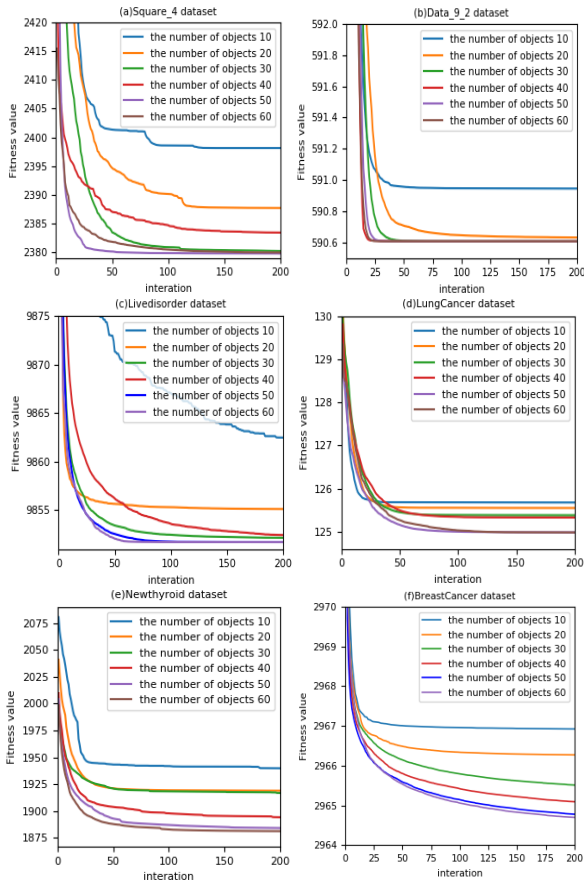 (a)Square_4 dataset
2420
2415
2410
2405
2400
2395
2390
2385
2380
Fitness value
the number of objects 10
the number of objects 20
the number of objects 30
the number of objects 40
the number of objects 50
the number of objects 60
0 50 100 150 200
interation
(b)Data_9_2 dataset
592.0
591.8
591.6
591.4
591.2
591.0
590.8
590.6
Fitness value
the number of objects 10
the number of objects 20
the number of objects 30
the number of objects 40
the number of objects 50
the number of objects 60
0 25 50 75 100 125 150 175 200
interation
(c)Livedisorder dataset
9875
9870
9865
9860
9855
Fitness value
the number of objects 10
the number of objects 20
the number of objects 30
the number of objects 40
the number of objects 50
the number of objects 60
0 50 100 150 200
interation
(d)LungCancer dataset
130
129
128
127
126
125
Fitness value
the number of objects 10
the number of objects 20
the number of objects 30
the number of objects 40
the number of objects 50
the number of objects 60
0 25 50 75 100 125 150 175 200
interation
(e)Newthyroid dataset
2075
2050
2025
2000
1975
1950
1925
1900
1875
Fitness value
the number of objects 10
the number of objects 20
the number of objects 30
the number of objects 40
the number of objects 50
the number of objects 60
0 50 100 150 200
interation
(f)BreastCancer dataset
2970
2969
2968
2967
2966
2965
2964
Fitness value
the number of objects 10
the number of objects 20
the number of objects 30
the number of objects 40
the number of objects 50
the number of objects 60
0 25 50 75 100 125 150 175 200
interation